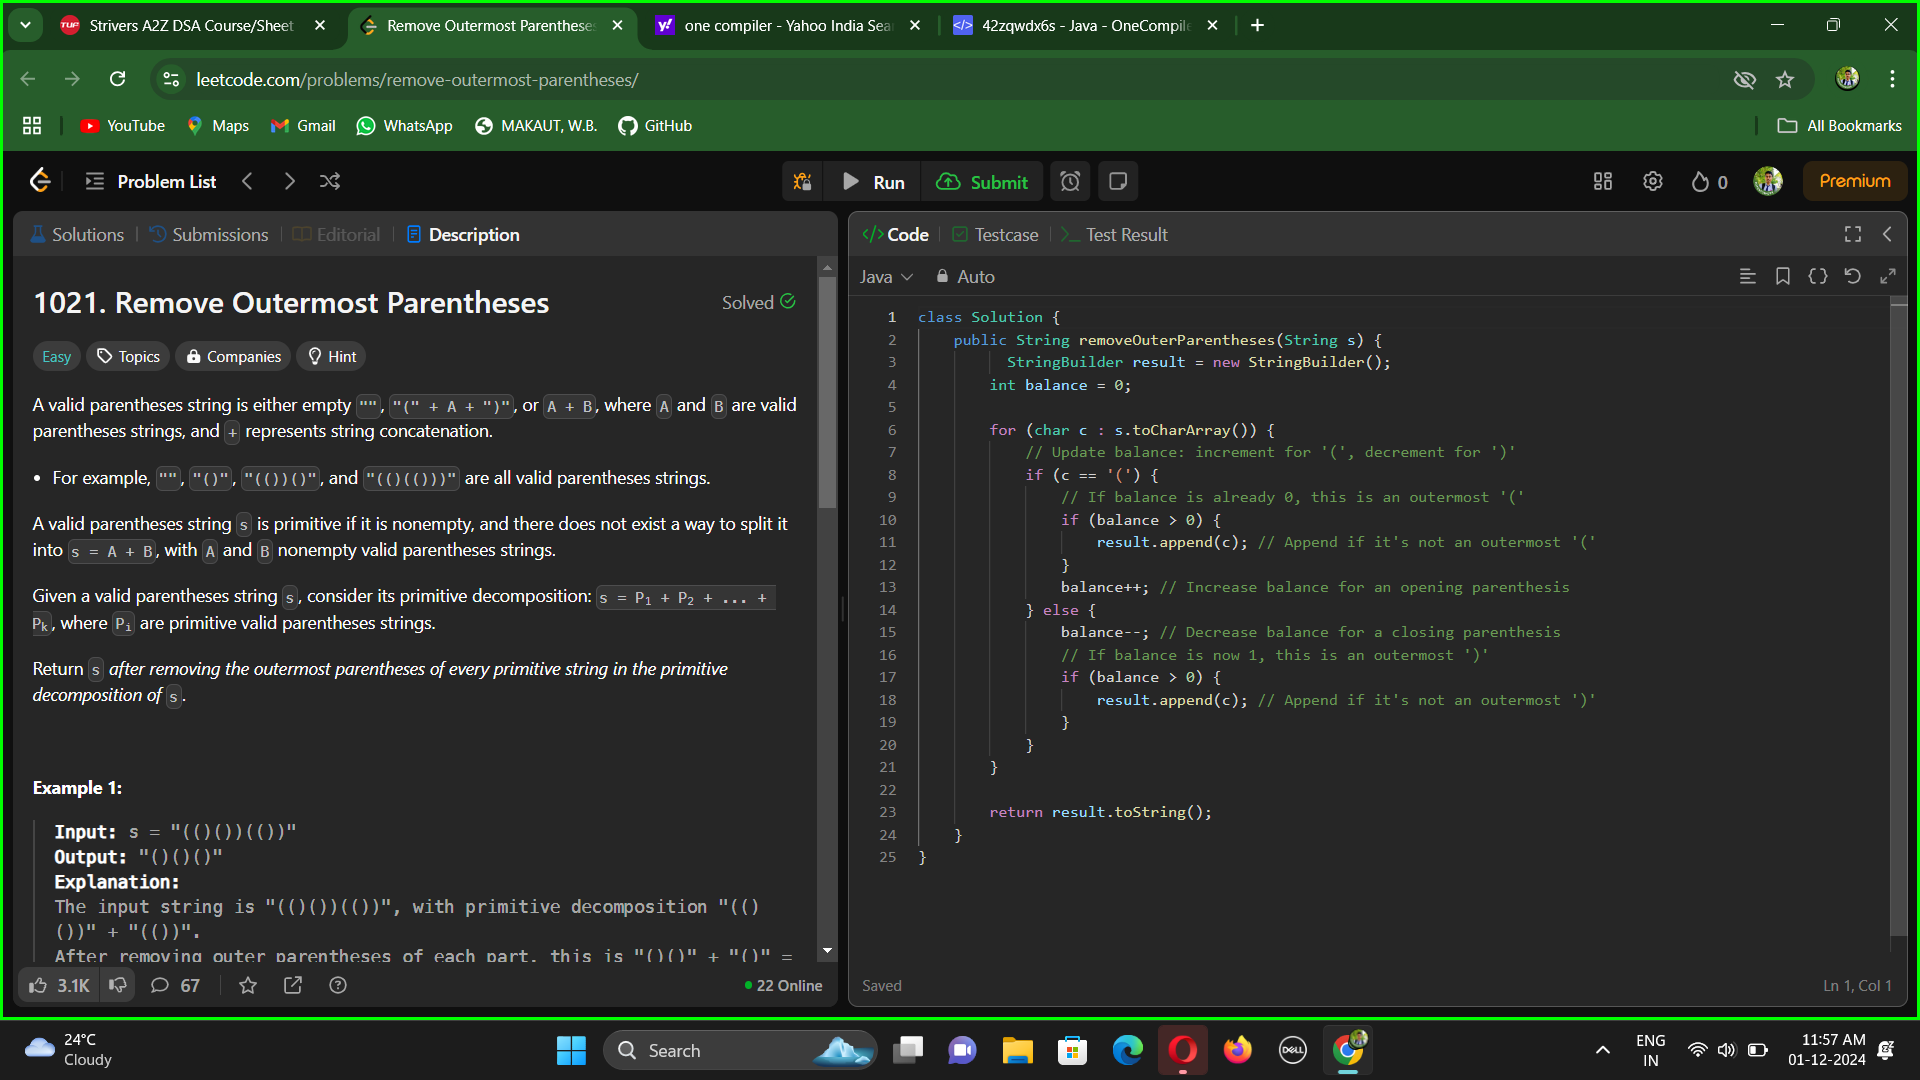 Strivers A2Z DSA Course/Sheet
Remove Outermost Parentheses
one compiler - Yahoo India Sea
42zqwdx6s - Java - OneCompile
leetcode.com/problems/remove-outermost-parentheses/
YouTube Maps Gmail WhatsApp MAKAUT, W.B. GitHub All Bookmarks
Problem List Run Submit 0 Premium
Solutions Submissions Editorial Description
1021. Remove Outermost Parentheses Solved
Easy Topics Companies Hint
A valid parentheses string is either empty "", "(" + A + ")", or A + B, where A and B are valid
parentheses strings, and + represents string concatenation.
• For example, "", "()", "(())()", and "(()(()))" are all valid parentheses strings.
A valid parentheses string s is primitive if it is nonempty, and there does not exist a way to split it
into s = A + B, with A and B nonempty valid parentheses strings.
Given a valid parentheses string s, consider its primitive decomposition: s = P1 + P2 + ... +
Pk, where Pi are primitive valid parentheses strings.
Return s after removing the outermost parentheses of every primitive string in the primitive
decomposition of s.
Example 1:
Input: s = "(()())(())"
Output: "()()()"
Explanation:
The input string is "(()())(())", with primitive decomposition "(()
())" + "(())".
After removing outer parentheses of each part, this is "()()" + "()" =
3.1K 67 22 Online
Code Testcase Test Result
Java Auto
1 class Solution {
2 public String removeOuterParentheses(String s) {
3 StringBuilder result = new StringBuilder();
4 int balance = 0;
5
6 for (char c : s.toCharArray()) {
7 // Update balance: increment for '(', decrement for ')'
8 if (c == '(') {
9 // If balance is already 0, this is an outermost '('
10 if (balance > 0) {
11 result.append(c); // Append if it's not an outermost '('
12 }
13 balance++; // Increase balance for an opening parenthesis
14 } else {
15 balance--; // Decrease balance for a closing parenthesis
16 // If balance is now 1, this is an outermost ')'
17 if (balance > 0) {
18 result.append(c); // Append if it's not an outermost ')'
19 }
20 }
21 }
22
23 return result.toString();
24 }
25 }
Saved Ln 1, Col 1
24°C
Cloudy
Search
DELL
ENG
IN
11:57 AM
01-12-2024